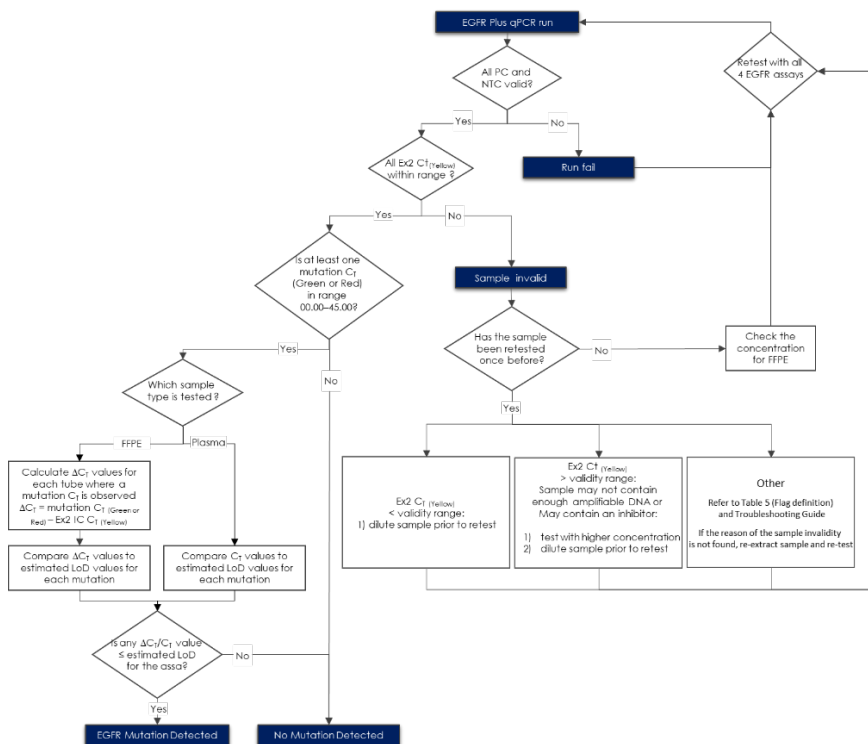 EGFR Plus qPCR run
All PC and
NTC valid?
Retest with all
4 EGFR assays
Yes
No
All Ex2 Ct(Yellow)
within range ?
Run fail
Yes
No
Is at least one
mutation CT
(Green or Red)
in range
00.00–45.00?
Sample invalid
Has the sample
been retested
once before?
No
Check the
concentration
for FFPE
Yes
No
Yes
Which sample
type is tested ?
FFPE
Plasma
Calculate ΔCT values for
each tube where a
mutation CT is observed
ΔCT = mutation CT (Green or
Red) – Ex2 IC CT (Yellow)
Compare ΔCT values to
estimated LoD values for
each mutation
Compare CT values to
estimated LOD values for
each mutation
Ex2 CT (Yellow)
< validity range:
1) dilute sample prior to retest
Ex2 Ct (Yellow)
> validity range:
Sample may not contain
enough amplifiable DNA or
May contain an inhibitor:
1) test with higher concentration
2) dilute sample prior to retest
Other
Refer to Table 5 (Flag definition)
and Troubleshooting Guide
If the reason of the sample invalidity
is not found, re-extract sample and re-test
Is any ΔCT/CT value
≤ estimated LoD
for the assa?
No
Yes
EGFR Mutation Detected
No Mutation Detected